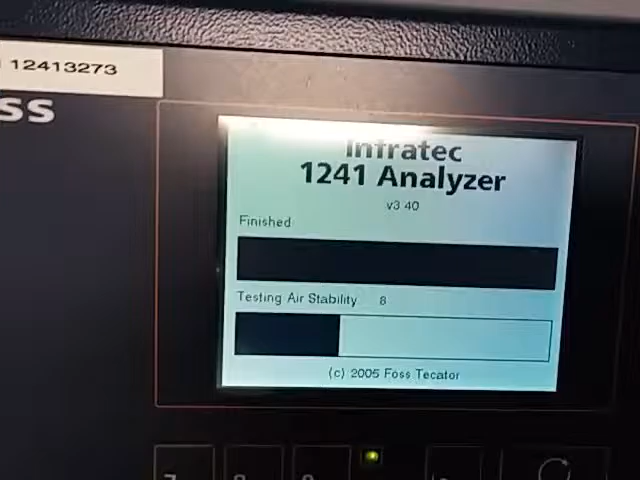 12413273
ss
Infratec
1241 Analyzer
v3 40
Finished
Testing Air Stability 8
(c) 2005 Foss Tecator